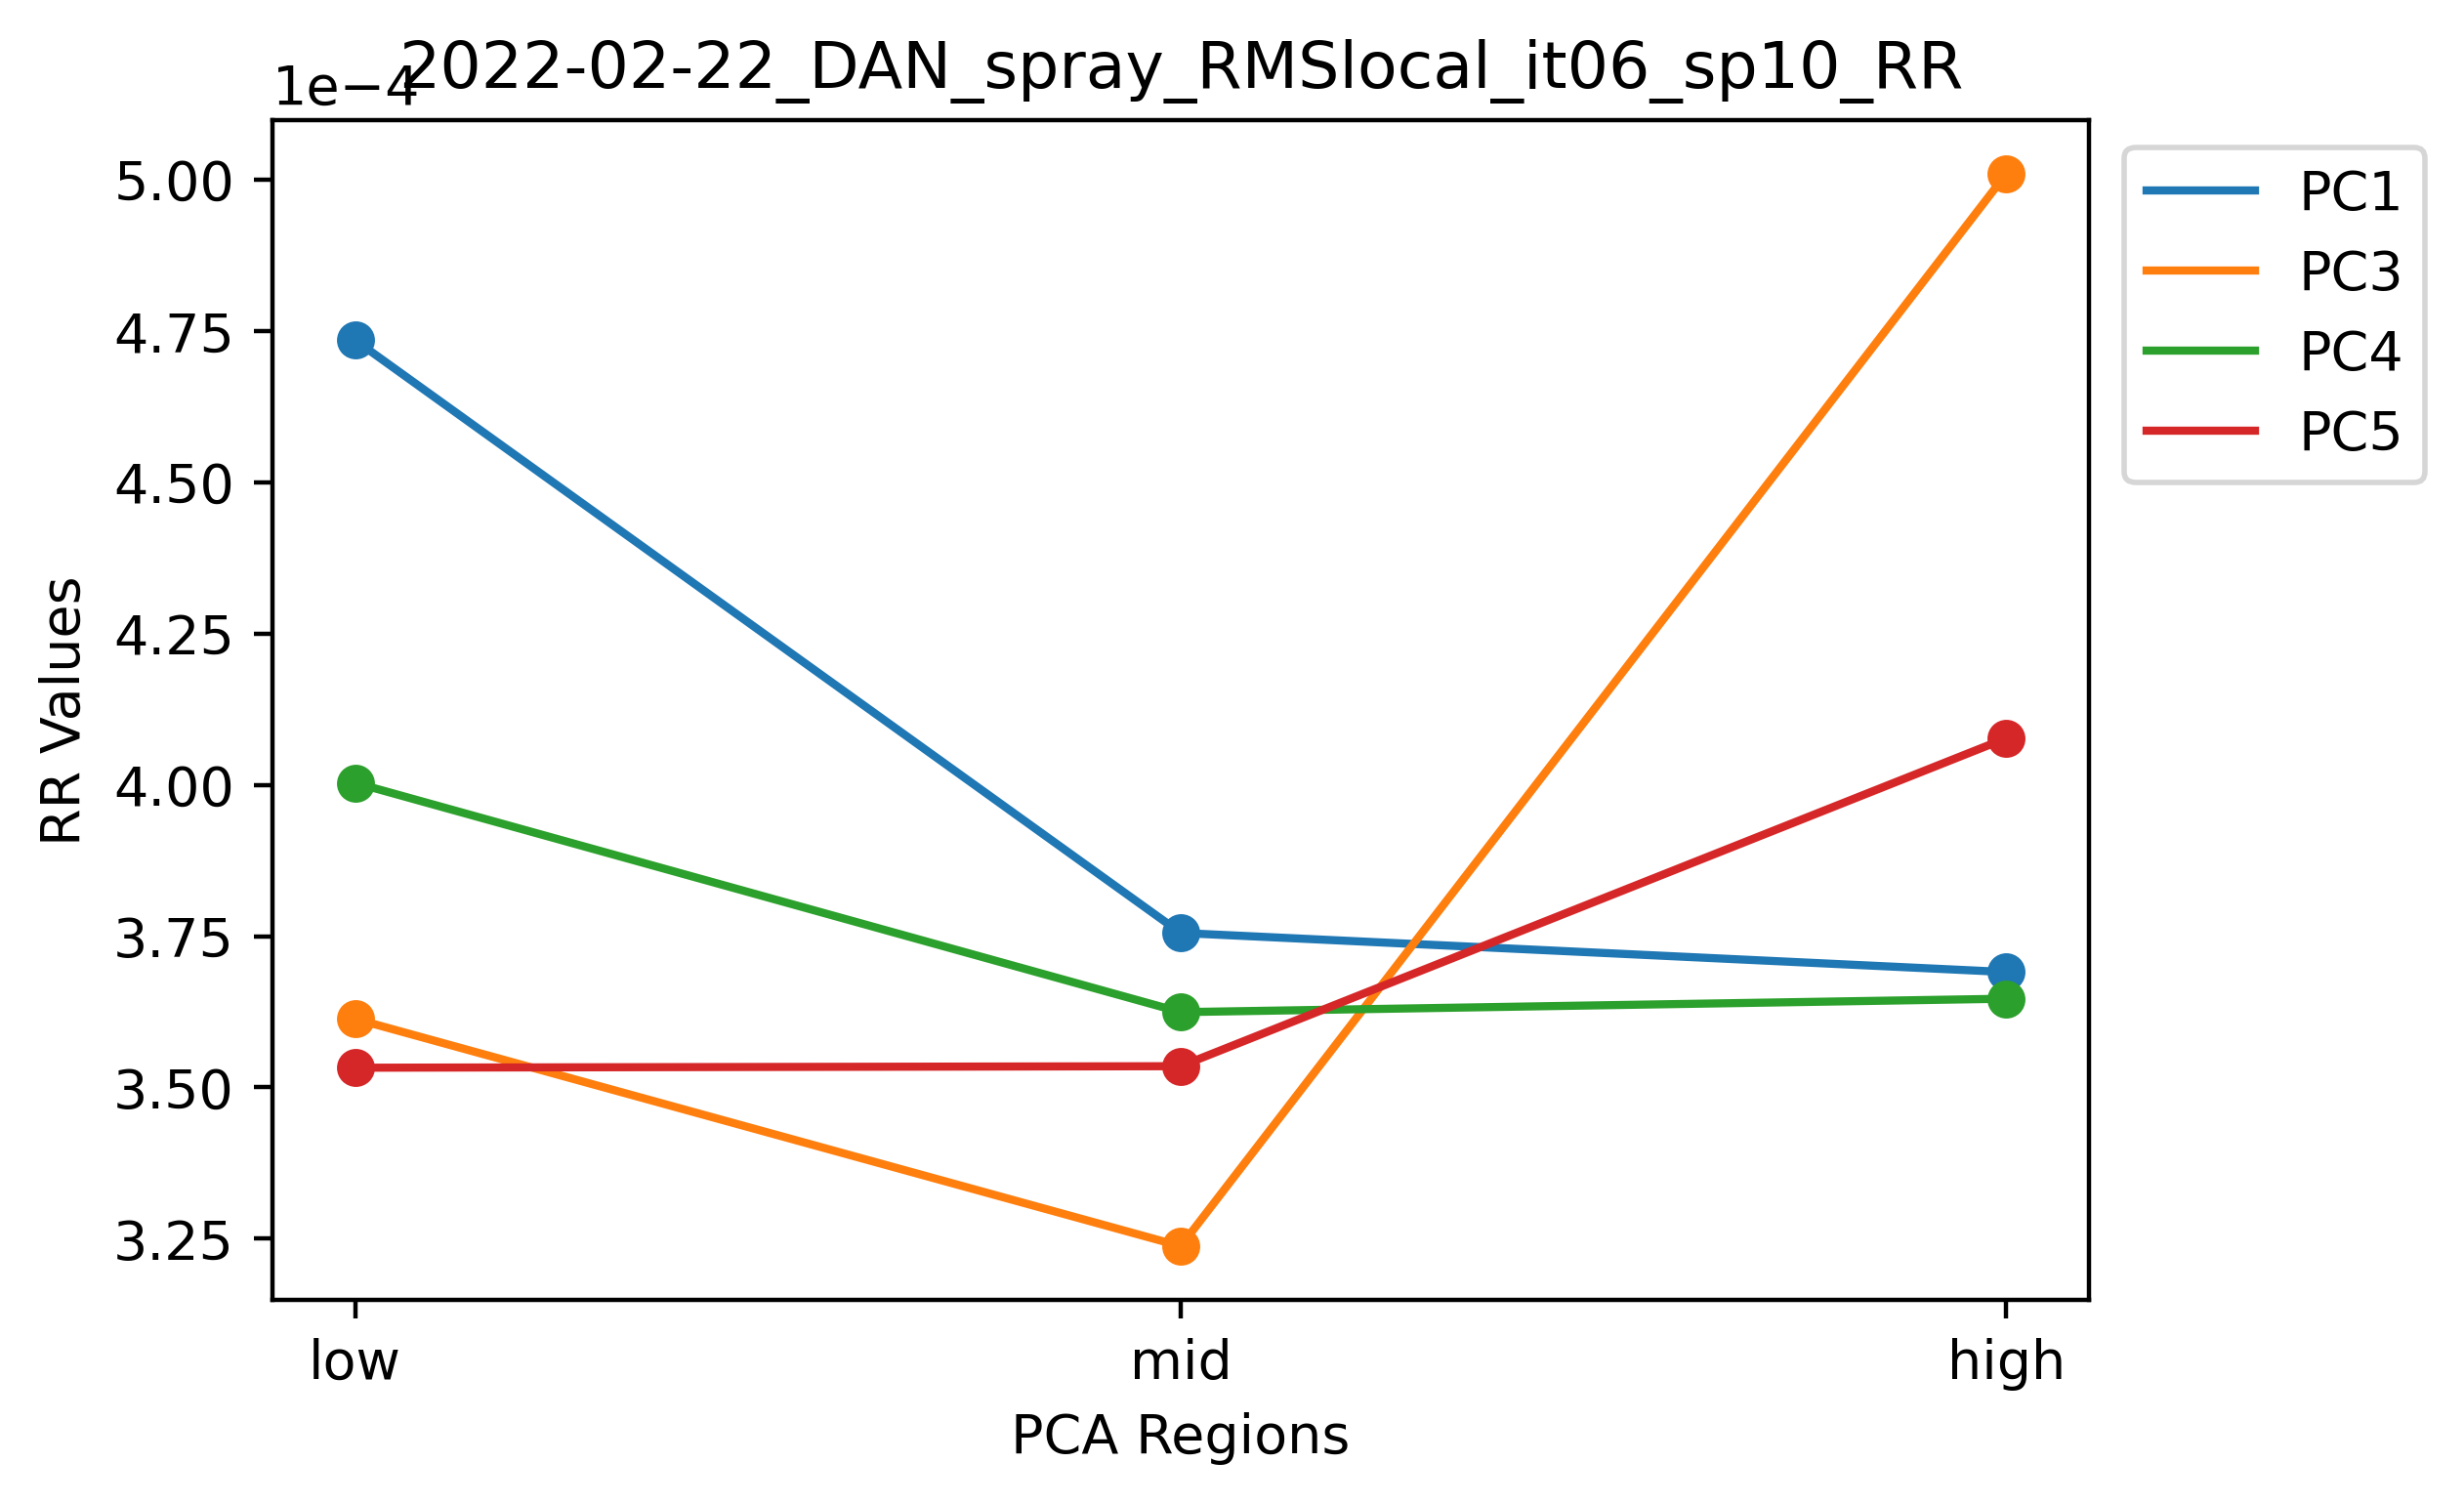 2022-02-22_DAN_spray_RMSlocal_it06_sp10_RR
1e−4
5.00
4.75
4.50
4.25
4.00
3.75
3.50
3.25
RR Values
low
mid
high
PCA Regions
PC1
PC3
PC4
PC5